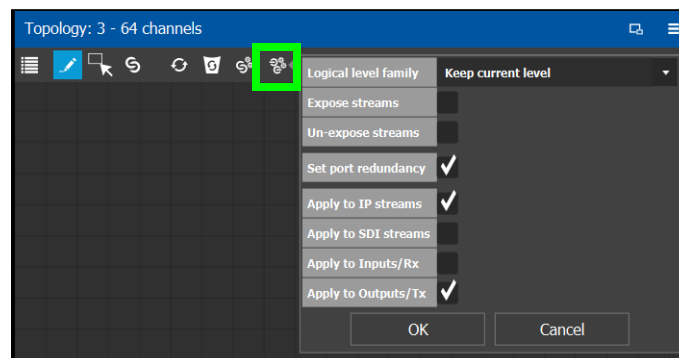 Topology: 3 - 64 channels
Logical level family Keep current level
Expose streams
Un-expose streams
Set port redundancy
Apply to IP streams
Apply to SDI streams
Apply to Inputs/Rx
Apply to Outputs/Tx
OK Cancel